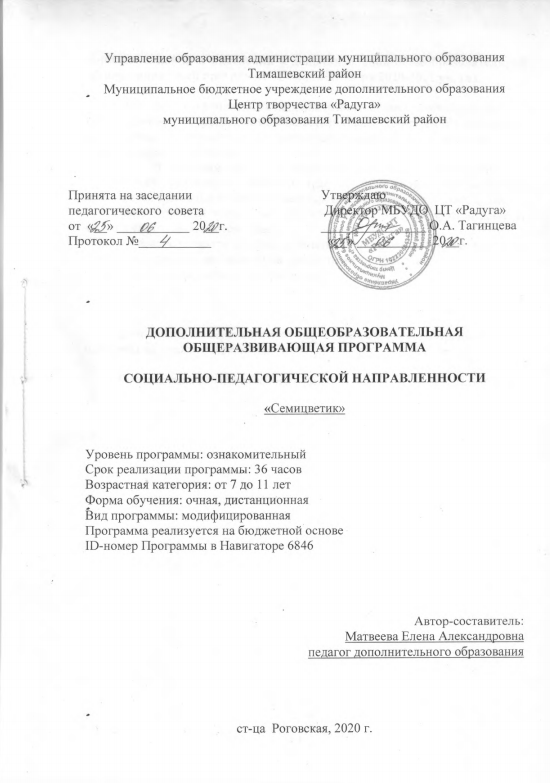 Управление образования администрации муниципального образования
Тимашевский район
Муниципальное бюджетное учреждение дополнительного образования
Центр творчества «Радуга»
муниципального образования Тимашевский район
Принята на заседании
педагогического совета
от «25» 06 2020г.
Протокол № 4
Утверждаю
Директор МБУДО ЦТ «Радуга»
О.А. Тагинцева
«25» 06 2020г
ДОПОЛНИТЕЛЬНАЯ ОБЩЕОБРАЗОВАТЕЛЬНАЯ
ОБЩЕРАЗВИВАЮЩАЯ ПРОГРАММА
СОЦИАЛЬНО-ПЕДАГОГИЧЕСКОЙ НАПРАВЛЕННОСТИ
«Семицветик»
Уровень программы: ознакомительный
Срок реализации программы: 36 часов
Возрастная категория: от 7 до 11 лет
Форма обучения: очная, дистанционная
Вид программы: модифицированная
Программа реализуется на бюджетной основе
ID-номер Программы в Навигаторе 6846
Автор-составитель:
Матвеева Елена Александровна
педагог дополнительного образования
ст-ца Роговская, 2020 г.